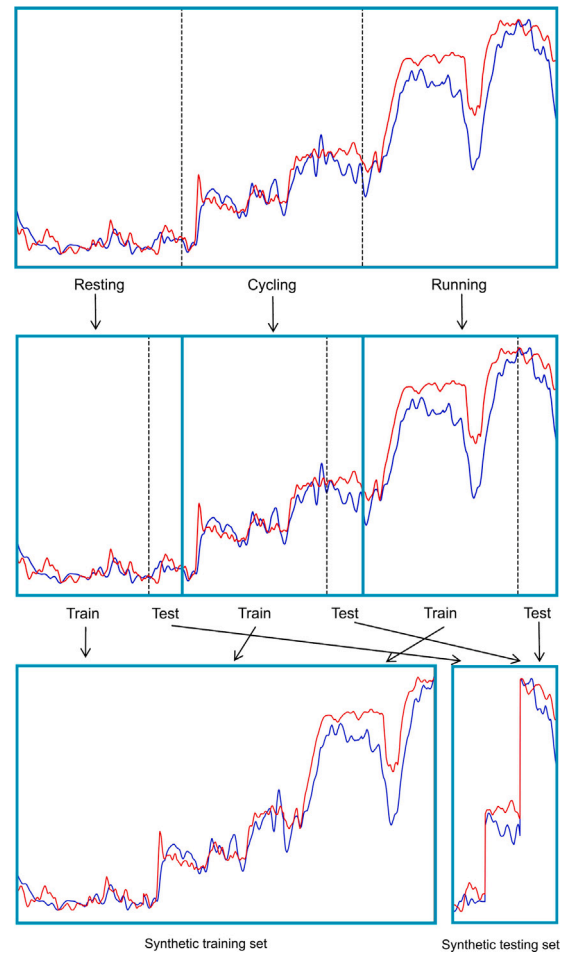 Resting Cycling Running
Train Test Train Test Train Test
Synthetic training set Synthetic testing set